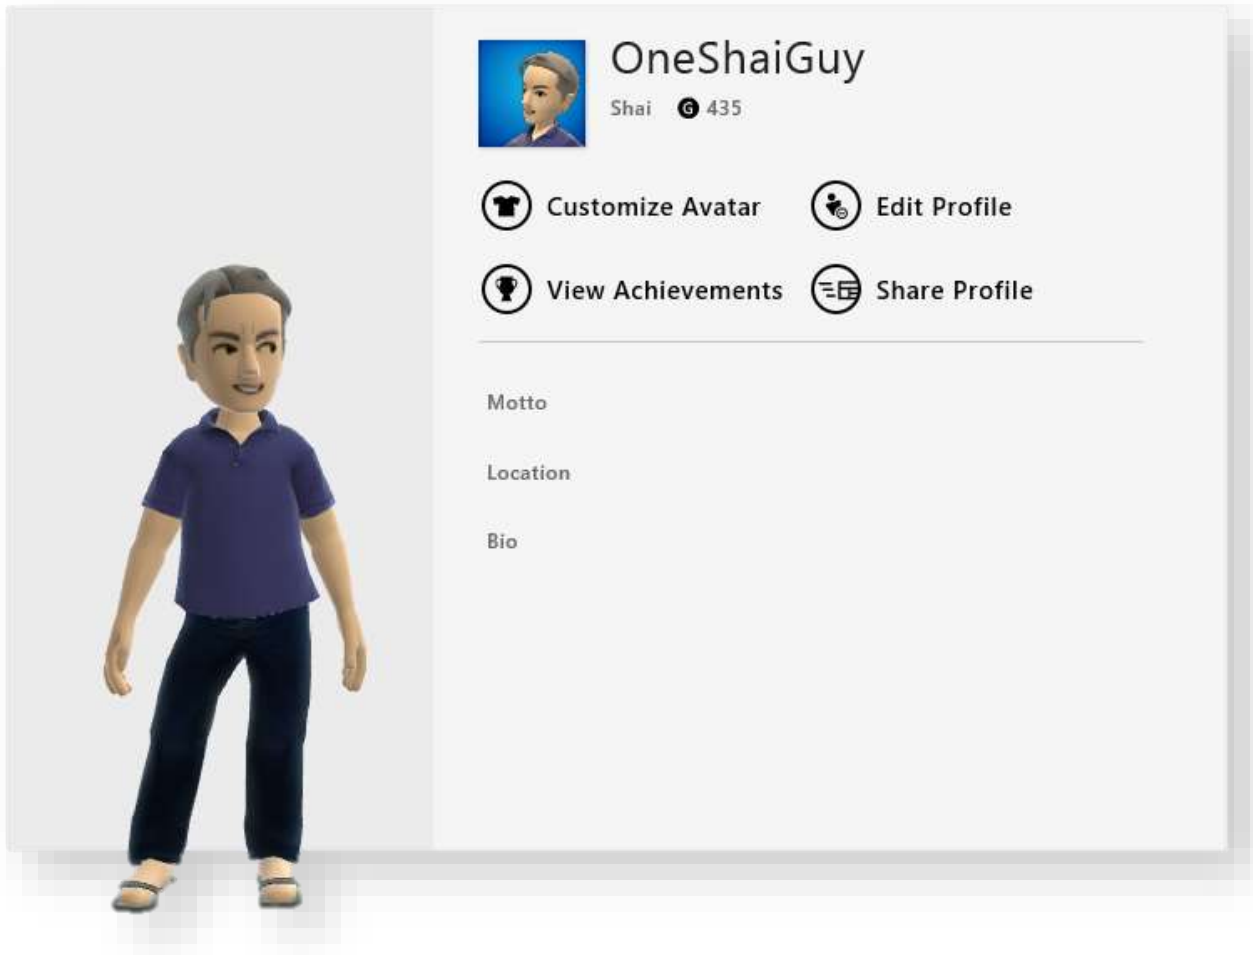 OneShaiGuy
Shai G 435
Customize Avatar Edit Profile
View Achievements Share Profile
Motto
Location
Bio